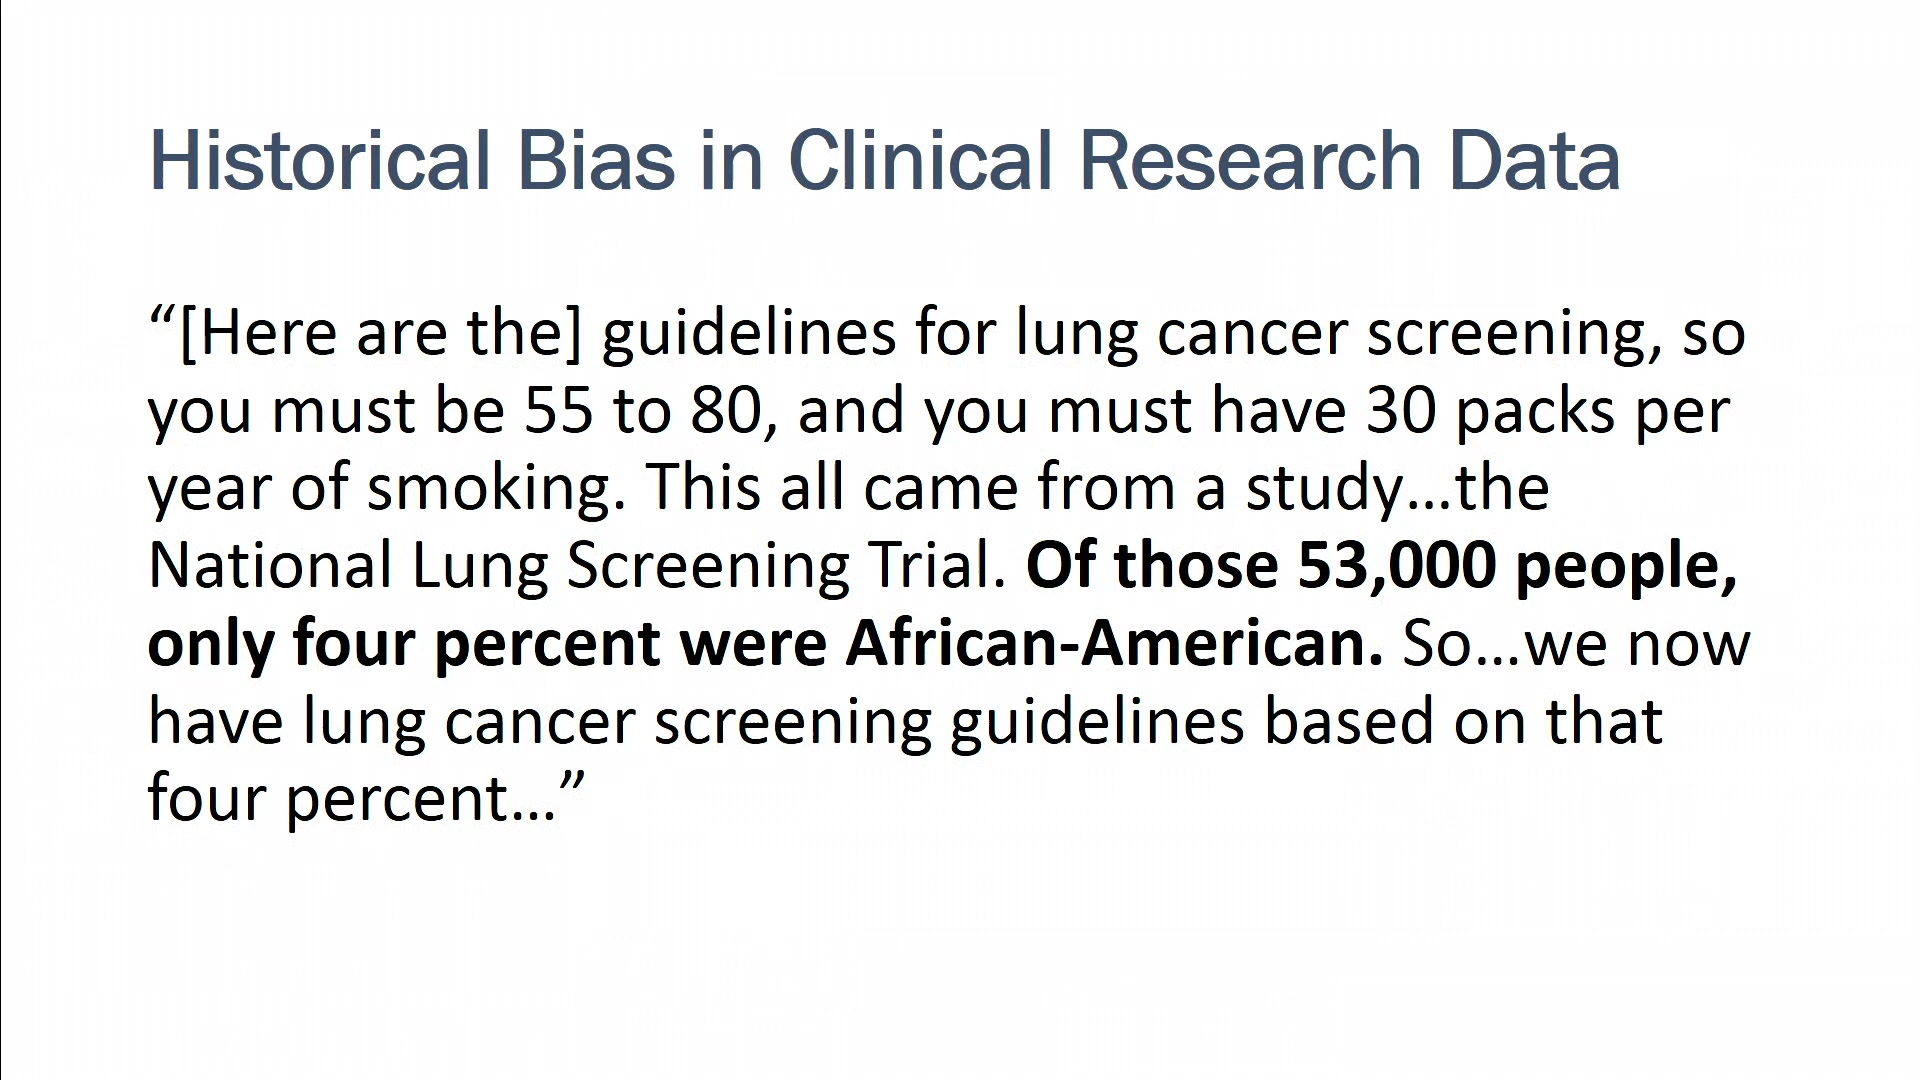 Historical Bias in Clinical Research Data
“[Here are the] guidelines for lung cancer screening, so
you must be 55 to 80, and you must have 30 packs per
year of smoking. This all came from a study…the
National Lung Screening Trial. Of those 53,000 people,
only four percent were African-American. So…we now
have lung cancer screening guidelines based on that
four percent…”